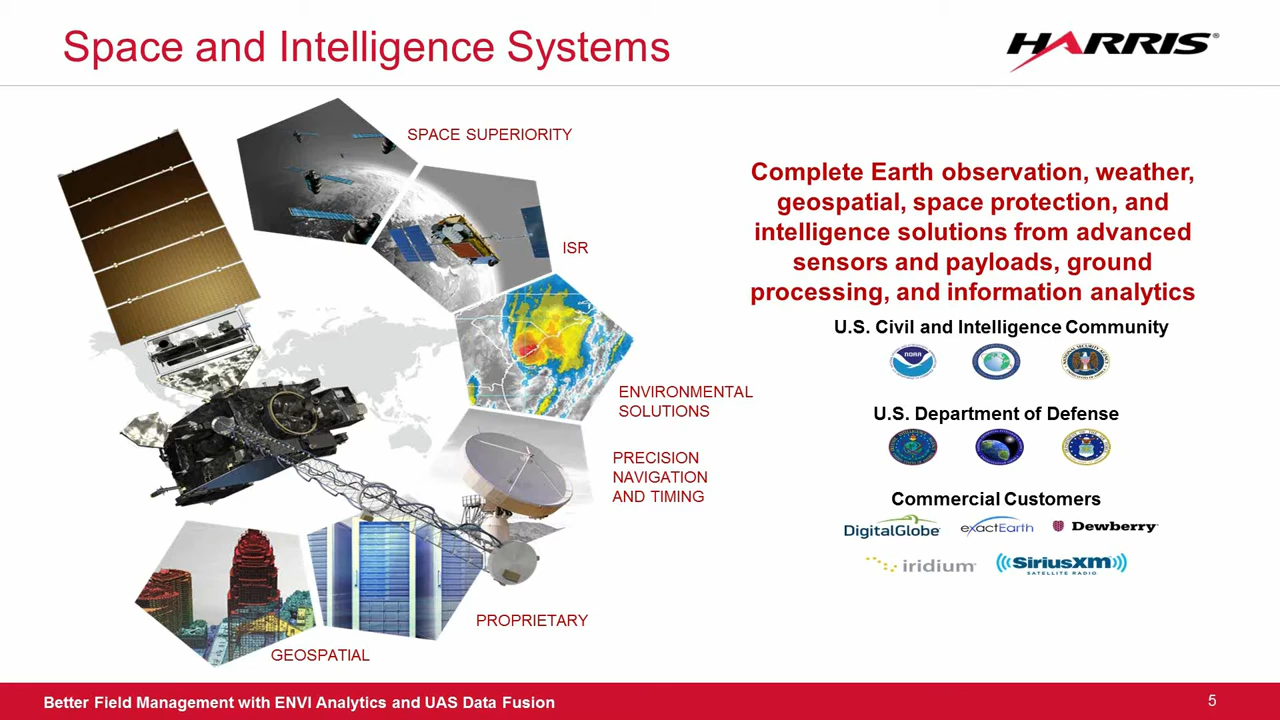 Space and Intelligence Systems
HARRIS®
SPACE SUPERIORITY
ISR
ENVIRONMENTAL
SOLUTIONS
PRECISION
NAVIGATION
AND TIMING
PROPRIETARY
GEOSPATIAL
Complete Earth observation, weather,
geospatial, space protection, and
intelligence solutions from advanced
sensors and payloads, ground
processing, and information analytics
U.S. Civil and Intelligence Community
NOAA
U.S. Department of Defense
Commercial Customers
DigitalGlobe
exactEarth
Dewberry
iridium
SiriusXM
SATELLITE RADIO
Better Field Management with ENVI Analytics and UAS Data Fusion
5